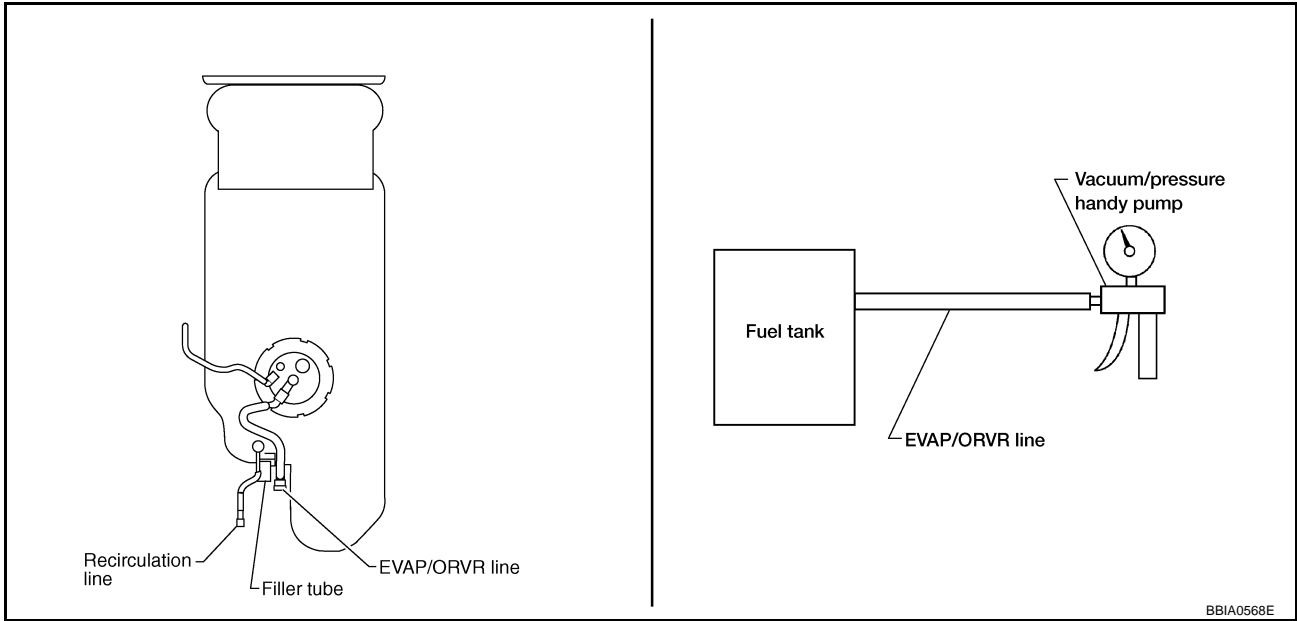 Recirculation
line
Filler tube
EVAP/ORVR line
Vacuum/pressure
handy pump
Fuel tank
EVAP/ORVR line
BBIA0568E